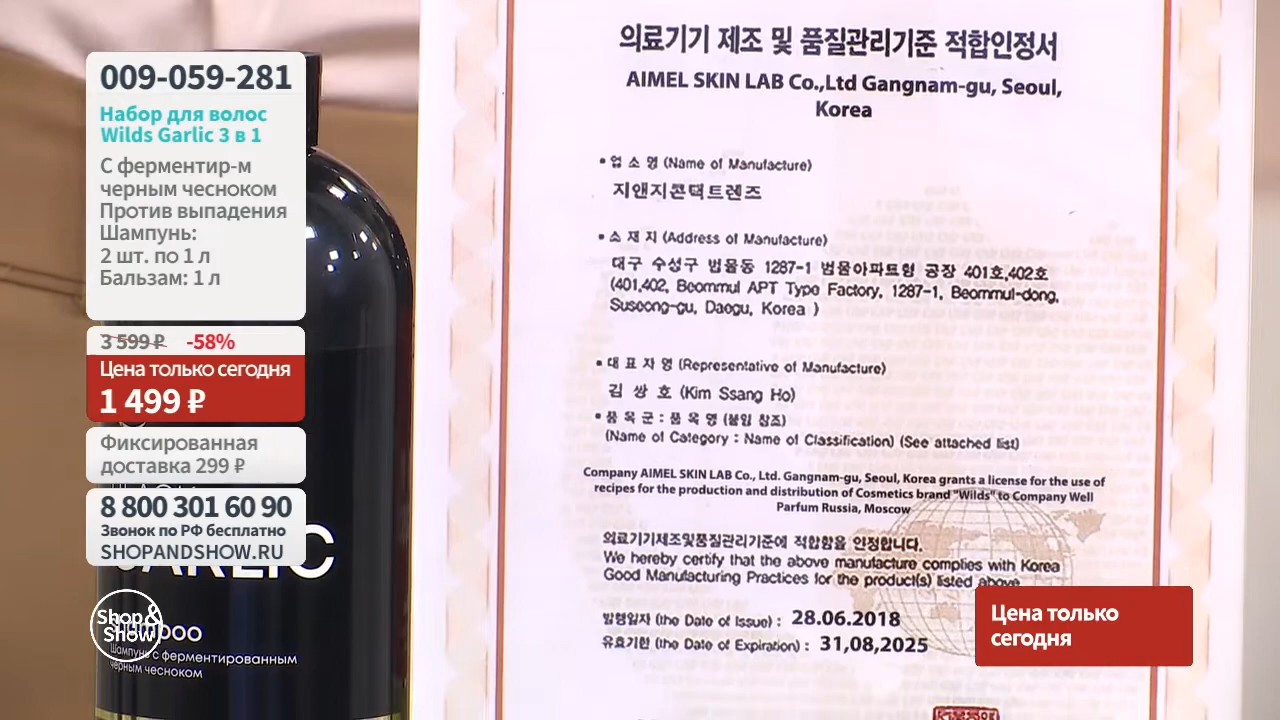 009-059-281
Набор для волос
Wilds Garlic 3 в 1
С ферментир-м
черным чесноком
Против выпадения
Шампунь:
2 шт. по 1 л
Бальзам: 1 л
3 599 ₽ -58%
Цена только сегодня
1 499 ₽
Фиксированная
доставка 299 ₽
8 800 301 60 90
Звонок по РФ бесплатно
SHOPANDSHOW.RU
Shop&
Show!
Шампунь с ферментированным
черным чесноком
의료기기 제조 및 품질관리기준 적합인정서
AIMEL SKIN LAB Co.,Ltd Gangnam-gu, Seoul,
Korea
• 업 소 명 (Name of Manufacture)
지앤지콘택트렌즈
• 소 재 지 (Address of Manufacture)
대구 수성구 범물동 1287-1 범물아파트형 공장 401호,402호
(401,402, Beommul APT Type Factory, 1287-1, Beommul-dong,
Suseong-gu, Daegu, Korea )
• 대 표 자 명 (Representative of Manufacture)
김 쌍 호 (Kim Ssang Ho)
• 품 목 군 : 품 목 명 (붙임 참조)
(Name of Category : Name of Classification) (See attached list)
Company AIMEL SKIN LAB Co., Ltd. Gangnam-gu, Seoul, Korea grants a license for the use of
recipes for the production and distribution of Cosmetics brand "Wilds" to Company Well
Parfum Russia, Moscow
의료기기제조및품질관리기준에 적합함을 인정합니다.
We hereby certify that the above manufacture complies with Korea
Good Manufacturing Practices for the product(s) listed above
발행일자 (the Date of Issue) : 28.06.2018
유효기한 (the Date of Expiration) : 31,08,2025
Цена только
сегодня